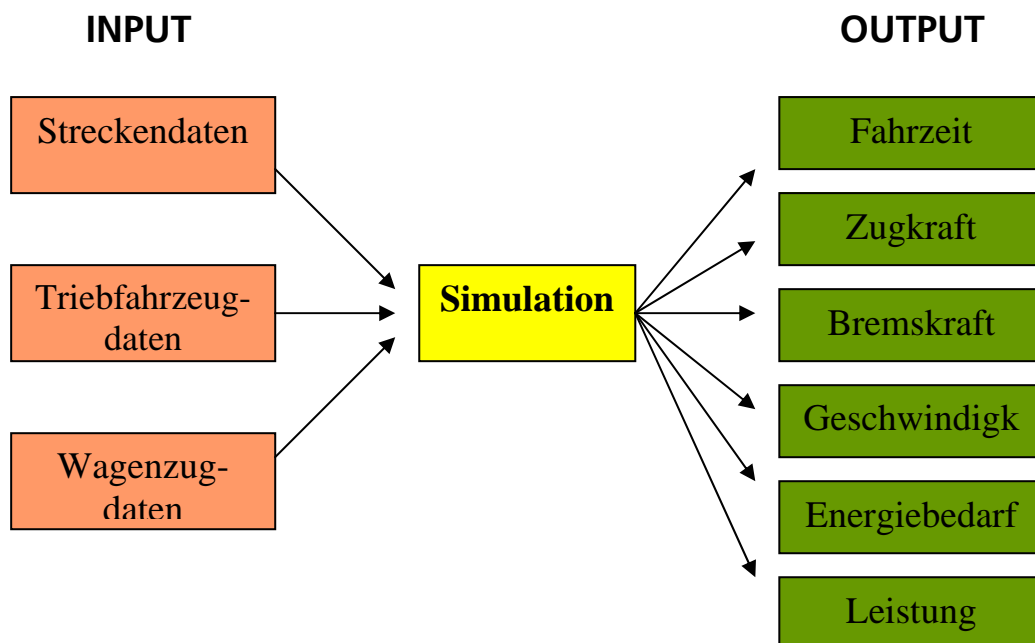 INPUT
OUTPUT
Streckendaten
Triebfahrzeug-
daten
Wagenzug-
daten
Simulation
Fahrzeit
Zugkraft
Bremskraft
Geschwindigk
Energiebedarf
Leistung